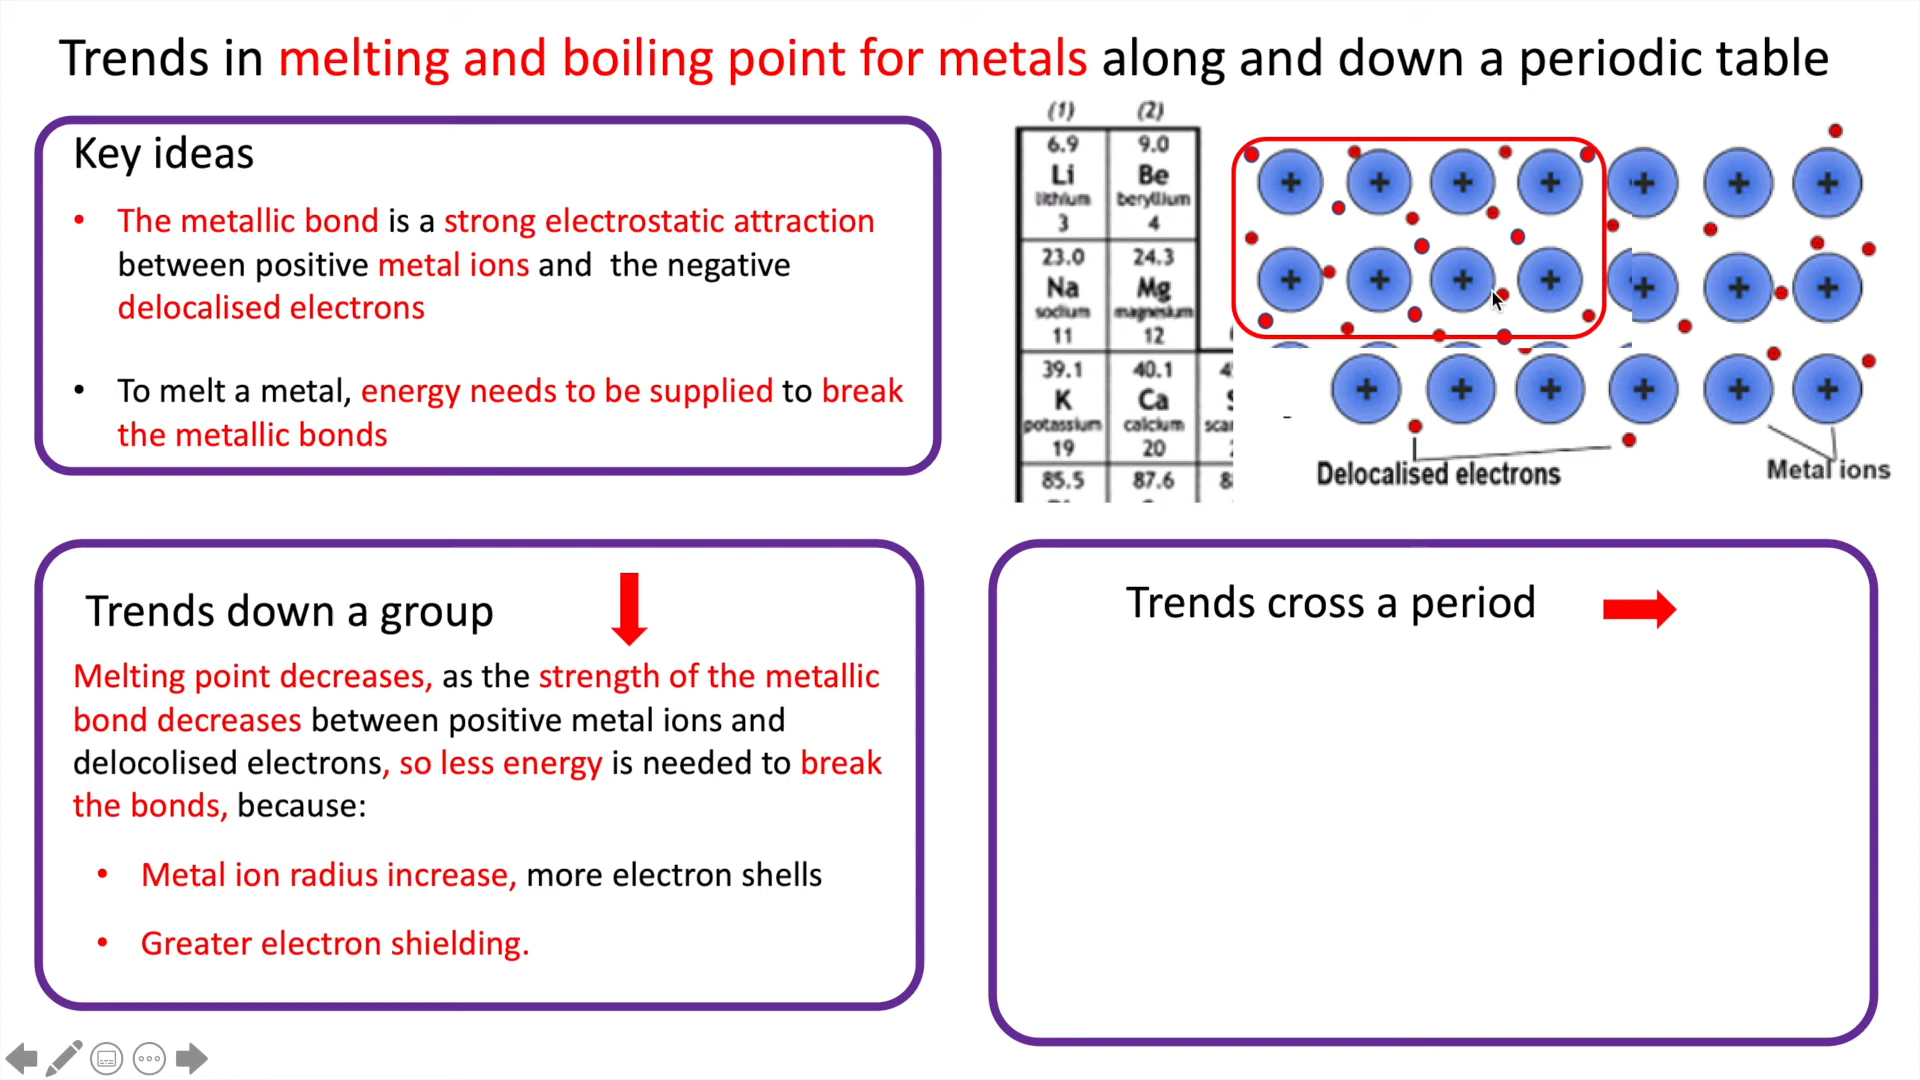 Trends in melting and boiling point for metals along and down a periodic table
Key ideas
• The metallic bond is a strong electrostatic attraction
between positive metal ions and the negative
delocalised electrons
• To melt a metal, energy needs to be supplied to break
the metallic bonds
(1) (2)
6.9 9.0
Li Be
lithium beryllium
3 4
23.0 24.3
Na Mg
sodium magnesium
11 12
39.1 40.1
K Ca
potassium calcium
19 20
85.5 87.6
+ + + + + + +
+ + + + + + +
+ + + + + +
Delocalised electrons
Metal ions
Trends down a group
Melting point decreases, as the strength of the metallic
bond decreases between positive metal ions and
delocolised electrons, so less energy is needed to break
the bonds, because:
• Metal ion radius increase, more electron shells
• Greater electron shielding.
Trends cross a period